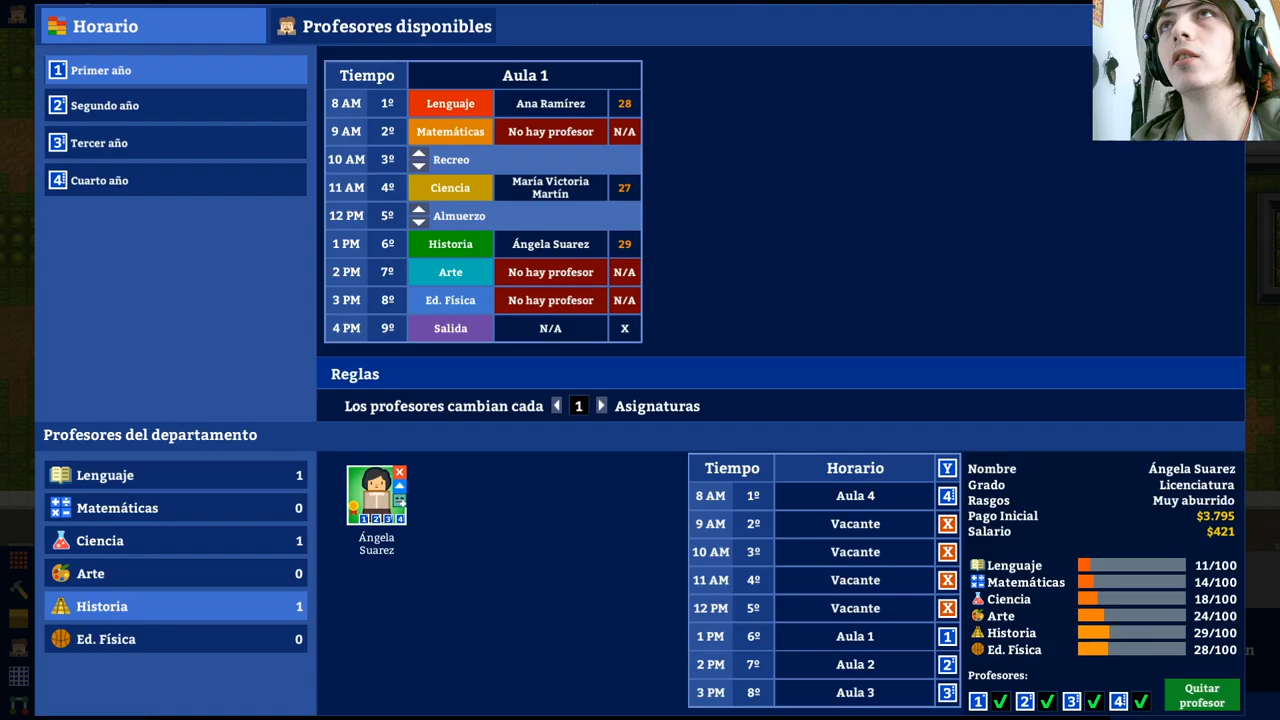 Horario
Profesores disponibles
1 Primer año
2 Segundo año
3 Tercer año
4 Cuarto año
Tiempo Aula 1
8 AM 1º Lenguaje Ana Ramírez 28
9 AM 2º Matemáticas No hay profesor N/A
10 AM 3º Recreo
11 AM 4º Ciencia María Victoria Martín 27
12 PM 5º Almuerzo
1 PM 6º Historia Ángela Suarez 29
2 PM 7º Arte No hay profesor N/A
3 PM 8º Ed. Física No hay profesor N/A
4 PM 9º Salida N/A X
Reglas
Los profesores cambian cada 1 Asignaturas
Profesores del departamento
Lenguaje 1
Matemáticas 0
Ciencia 1
Arte 0
Historia 1
Ed. Física 0
X
1 2 3 4
Ángela
Suarez
Tiempo Horario Y
8 AM 1º Aula 4 4
9 AM 2º Vacante X
10 AM 3º Vacante X
11 AM 4º Vacante X
12 PM 5º Vacante X
1 PM 6º Aula 1 1
2 PM 7º Aula 2 2
3 PM 8º Aula 3 3
Nombre Ángela Suarez
Grado Licenciatura
Rasgos Muy aburrido
Pago Inicial $3.795
Salario $421
Lenguaje 11/100
Matemáticas 14/100
Ciencia 18/100
Arte 24/100
Historia 29/100
Ed. Física 28/100
Profesores:
1 2 3 4
Quitar
profesor